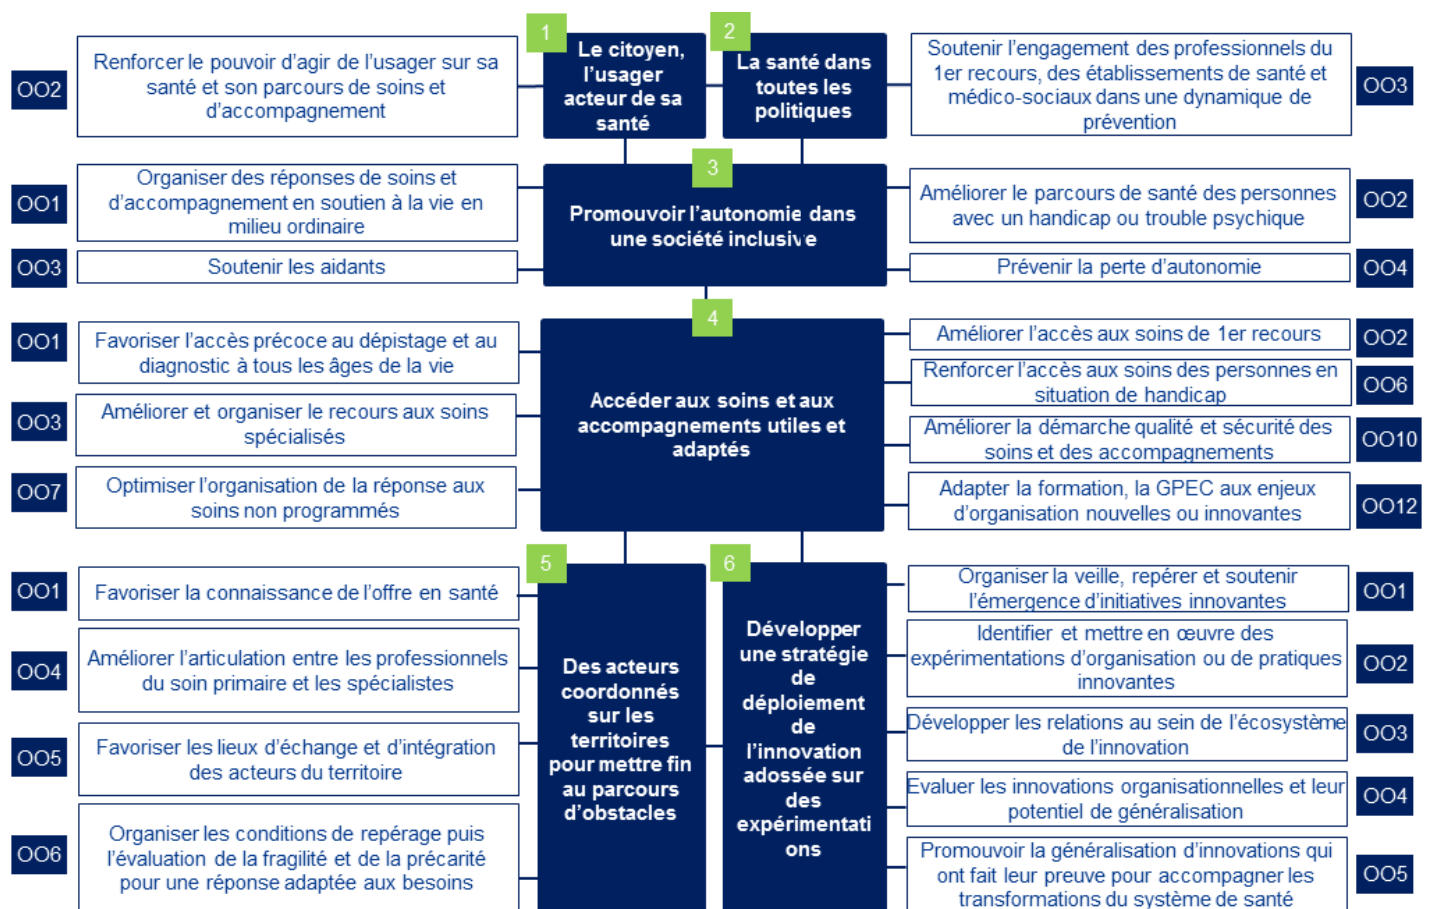 1
Le citoyen,
l’usager
acteur de sa
santé
OO2
Renforcer le pouvoir d’agir de l’usager sur sa
santé et son parcours de soins et
d’accompagnement
2
La santé dans
toutes les
politiques
Soutenir l’engagement des professionnels du
1er recours, des établissements de santé et
médico-sociaux dans une dynamique de
prévention
OO3
3
Promouvoir l’autonomie dans
une société inclusive
OO1
Organiser des réponses de soins et
d’accompagnement en soutien à la vie en
milieu ordinaire
OO3
Soutenir les aidants
Améliorer le parcours de santé des personnes
avec un handicap ou trouble psychique
OO2
Prévenir la perte d’autonomie
OO4
4
Accéder aux soins et aux
accompagnements utiles et
adaptés
OO1
Favoriser l’accès précoce au dépistage et au
diagnostic à tous les âges de la vie
OO3
Améliorer et organiser le recours aux soins
spécialisés
OO7
Optimiser l’organisation de la réponse aux
soins non programmés
Améliorer l’accès aux soins de 1er recours
OO2
Renforcer l’accès aux soins des personnes en
situation de handicap
OO6
Améliorer la démarche qualité et sécurité des
soins et des accompagnements
OO10
Adapter la formation, la GPEC aux enjeux
d’organisation nouvelles ou innovantes
OO12
5
Des acteurs
coordonnés
sur les
territoires
pour mettre fin
au parcours
d’obstacles
OO1
Favoriser la connaissance de l’offre en santé
OO4
Améliorer l’articulation entre les professionnels
du soin primaire et les spécialistes
OO5
Favoriser les lieux d’échange et d’intégration
des acteurs du territoire
OO6
Organiser les conditions de repérage puis
l’évaluation de la fragilité et de la précarité
pour une réponse adaptée aux besoins
6
Développer
une stratégie
de
déploiement
de
l’innovation
adossée sur
des
expérimentati
ons
Organiser la veille, repérer et soutenir
l’émergence d’initiatives innovantes
OO1
Identifier et mettre en œuvre des
expérimentations d’organisation ou de pratiques
innovantes
OO2
Développer les relations au sein de l’écosystème
de l’innovation
OO3
Evaluer les innovations organisationnelles et leur
potentiel de généralisation
OO4
Promouvoir la généralisation d’innovations qui
ont fait leur preuve pour accompagner les
transformations du système de santé
OO5